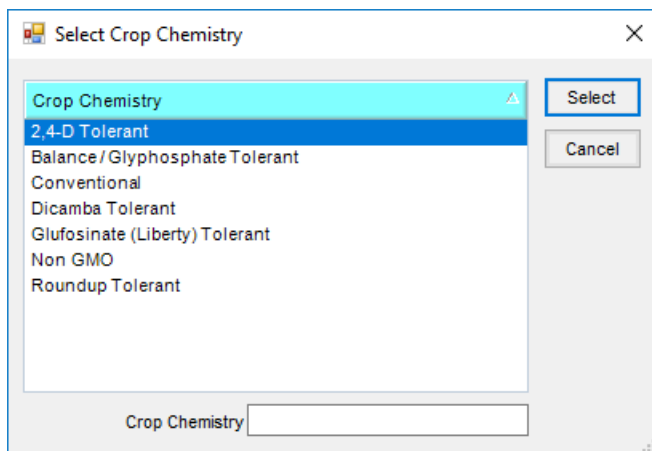 Select Crop Chemistry
Crop Chemistry
Select
2,4-D Tolerant
Balance/Glyphosphate Tolerant
Cancel
Conventional
Dicamba Tolerant
Glufosinate (Liberty) Tolerant
Non GMO
Roundup Tolerant
Crop Chemistry